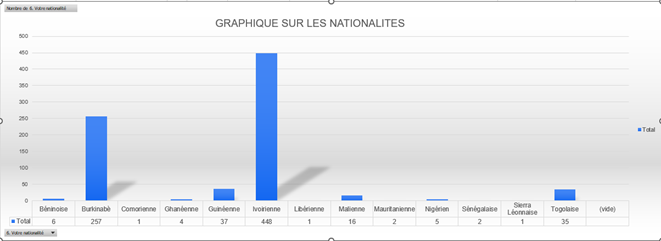 Nombre de 6. Votre nationalité
GRAPHIQUE SUR LES NATIONALITES
500
450
400
350
300
250
200
150
100
50
0
Total
Béninoise Burkinabè Comorienne Ghanéenne Guinéenne Ivoirienne Libérienne Malienne Mauritanienne Nigérien Sénégalaise Sierra Léonnaise Togolaise (vide)
Total 6 257 1 4 37 448 1 16 2 5 2 1 35
6. Votre nationalité